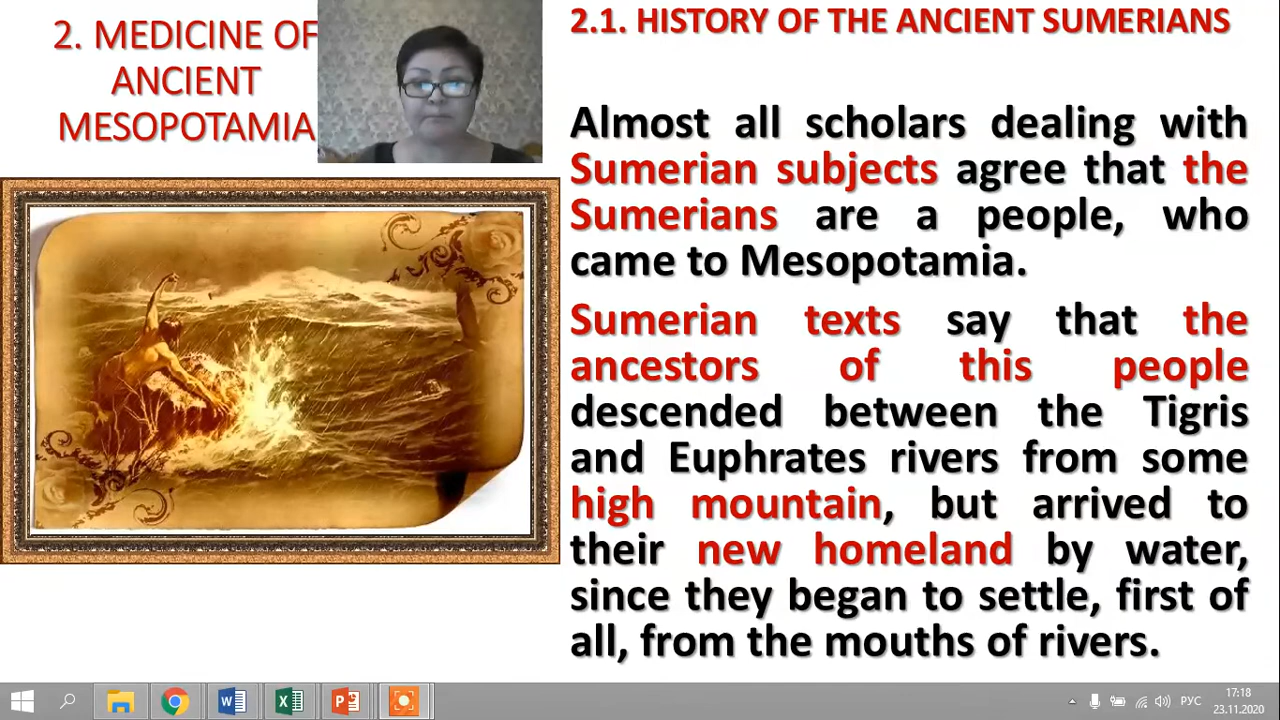 2. MEDICINE OF
ANCIENT
MESOPOTAMIA
2.1. HISTORY OF THE ANCIENT SUMERIANS
Almost all scholars dealing with
Sumerian subjects agree that the
Sumerians are a people, who
came to Mesopotamia.
Sumerian texts say that the
ancestors of this people
descended between the Tigris
and Euphrates rivers from some
high mountain, but arrived to
their new homeland by water,
since they began to settle, first of
all, from the mouths of rivers.
РУС
17:18
23.11.2020